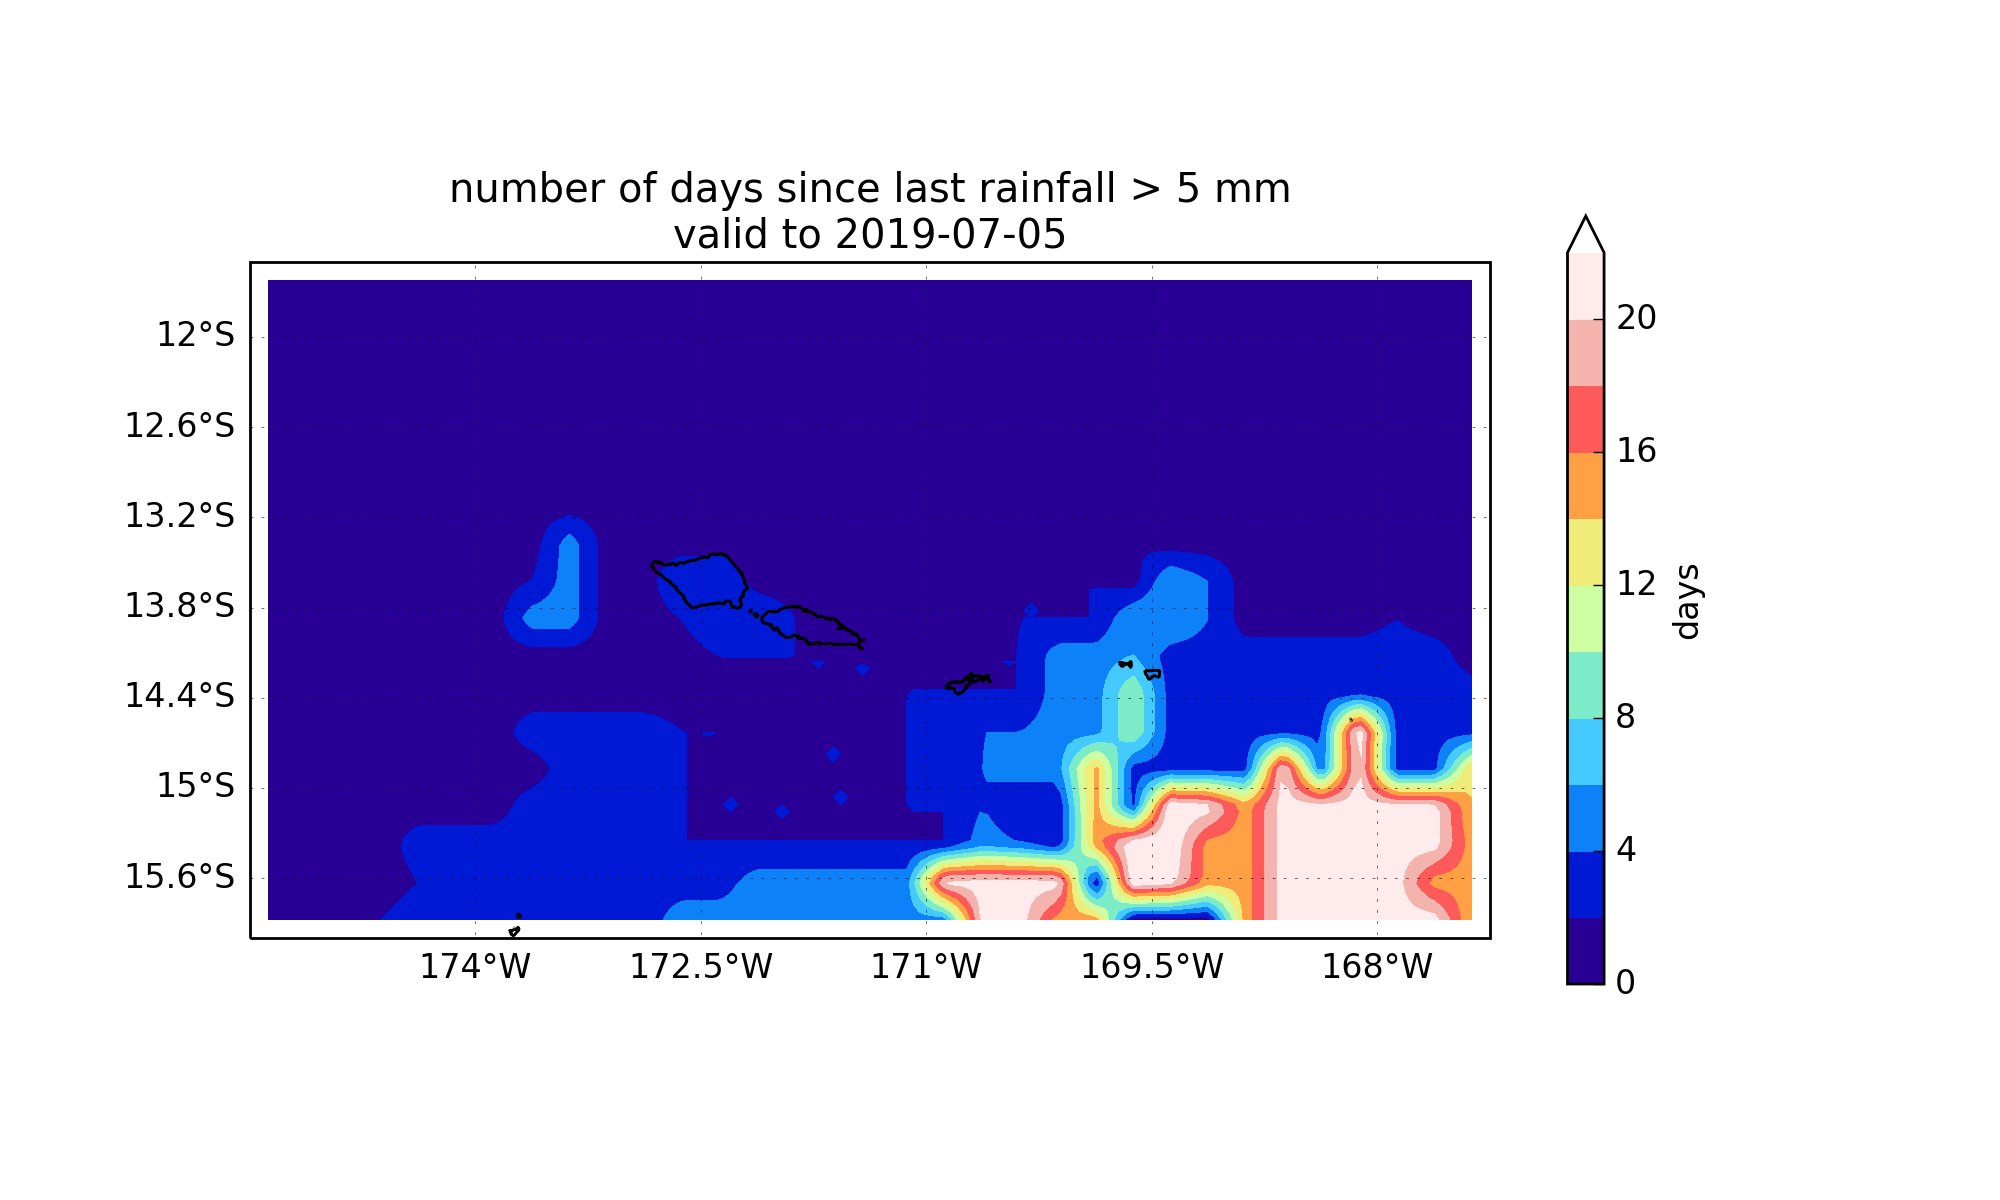 number of days since last rainfall > 5 mm
valid to 2019-07-05
12°S
12.6°S
13.2°S
13.8°S
14.4°S
15°S
15.6°S
174°W
172.5°W
171°W
169.5°W
168°W
20
16
12
8
4
0
days